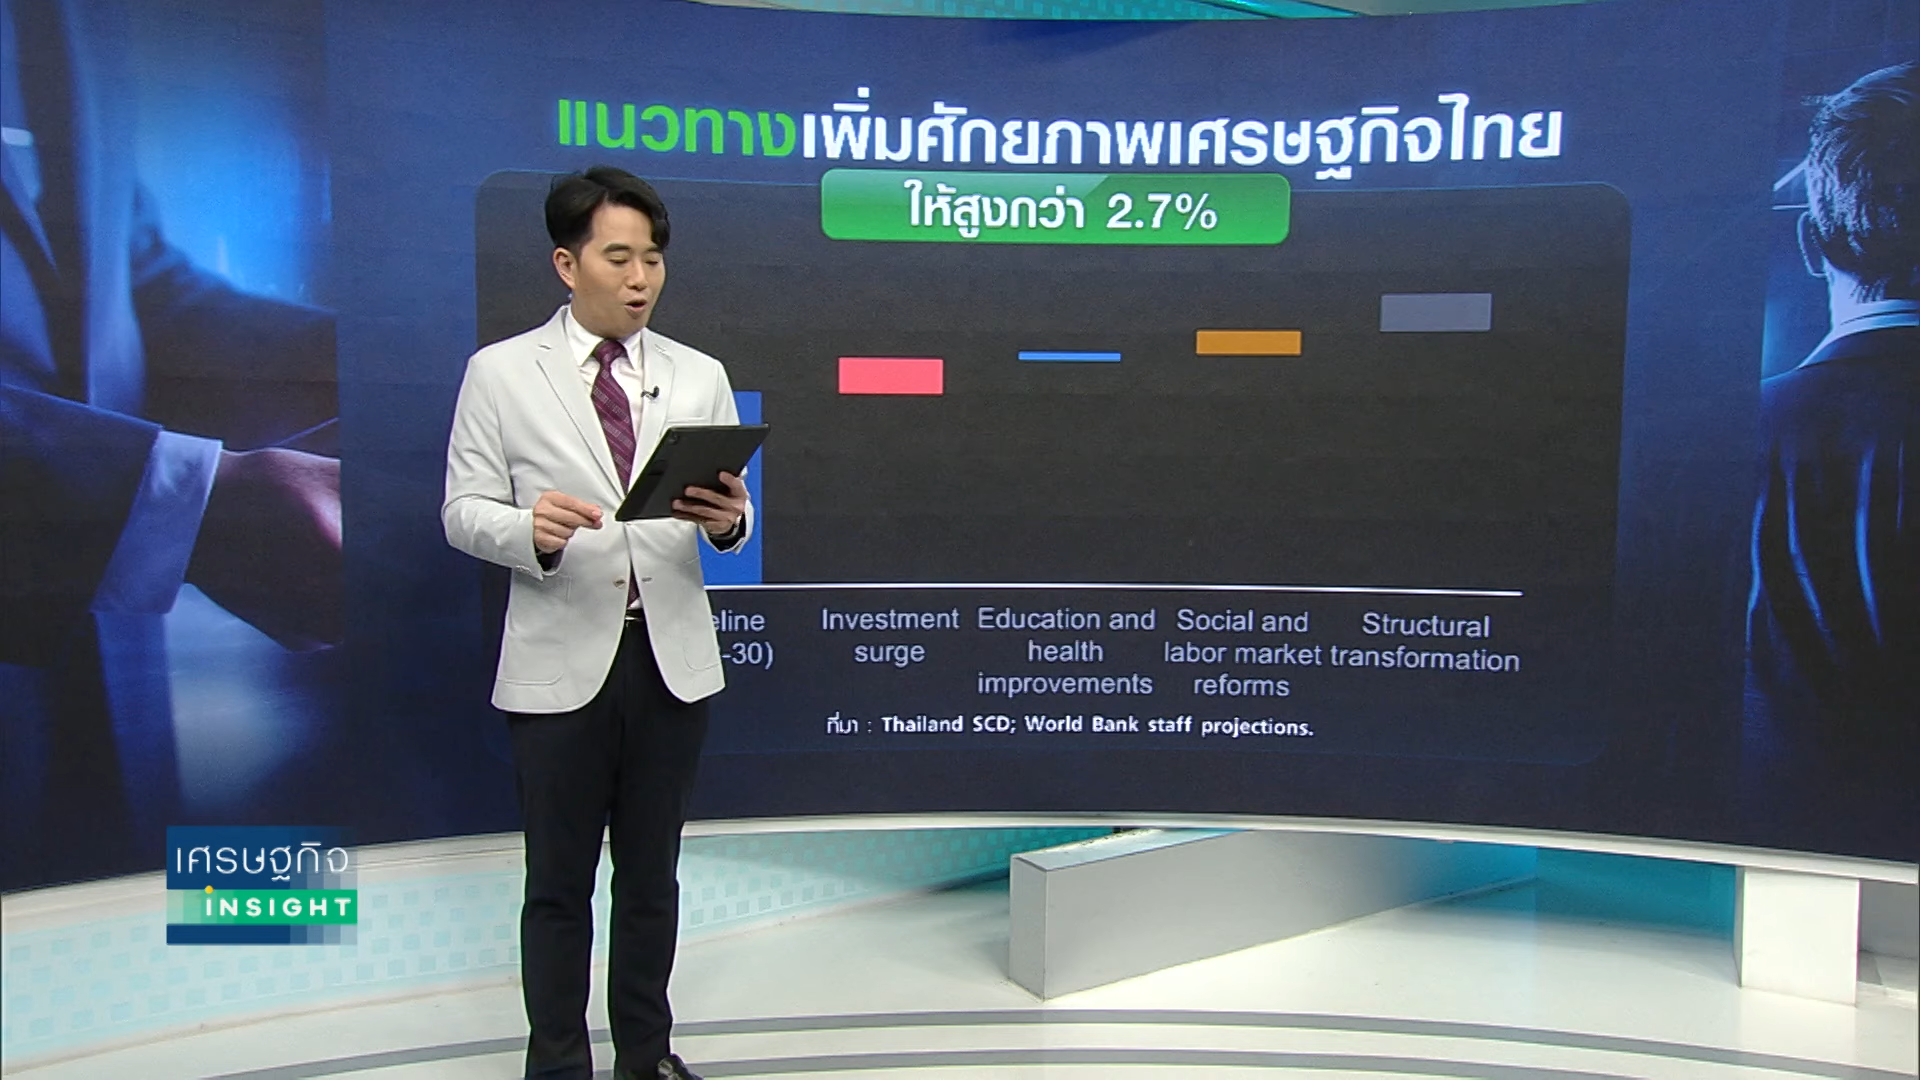 แนวทางเพิ่มศักยภาพเศรษฐกิจไทย
ให้สูงกว่า 2.7%
eline
-30)
Investment
surge
Education and
health
improvements
Social and
labor market
reforms
Structural
transformation
ที่มา : Thailand SCD; World Bank staff projections.
เศรษฐกิจ
iNSIGHT